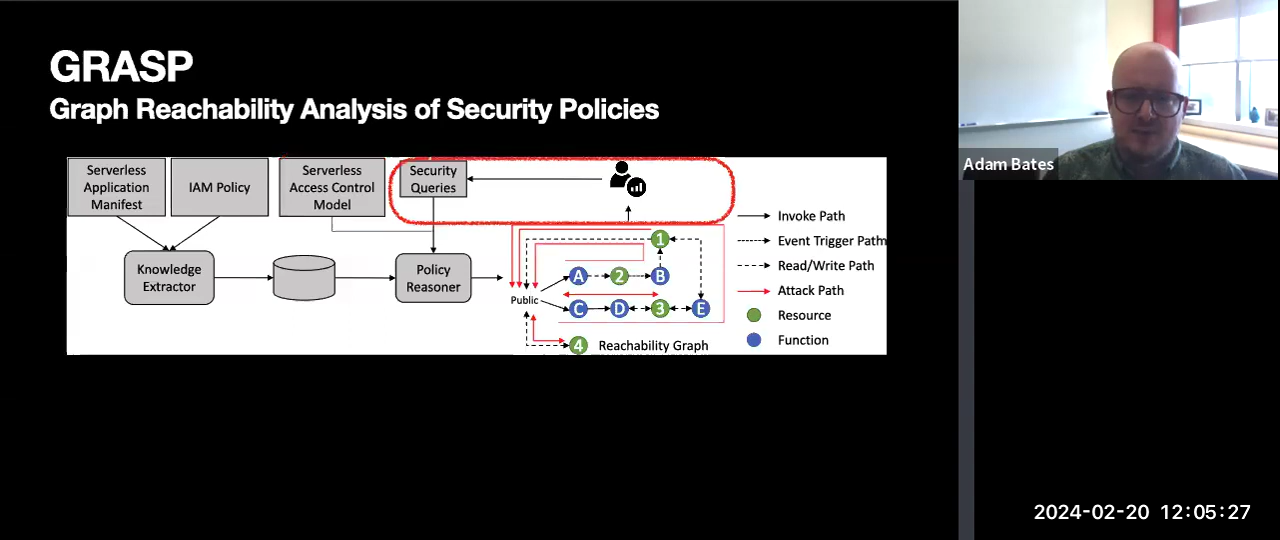 GRASP
Graph Reachability Analysis of Security Policies
Adam Bates
Serverless
Application
Manifest
IAM Policy
Serverless
Access Control
Model
Security
Queries
Knowledge
Extractor
Policy
Reasoner
Public
1
A
2
B
C
D
3
E
4
Reachability Graph
Invoke Path
Event Trigger Path
Read/Write Path
Attack Path
Resource
Function
2024-02-20 12:05:27